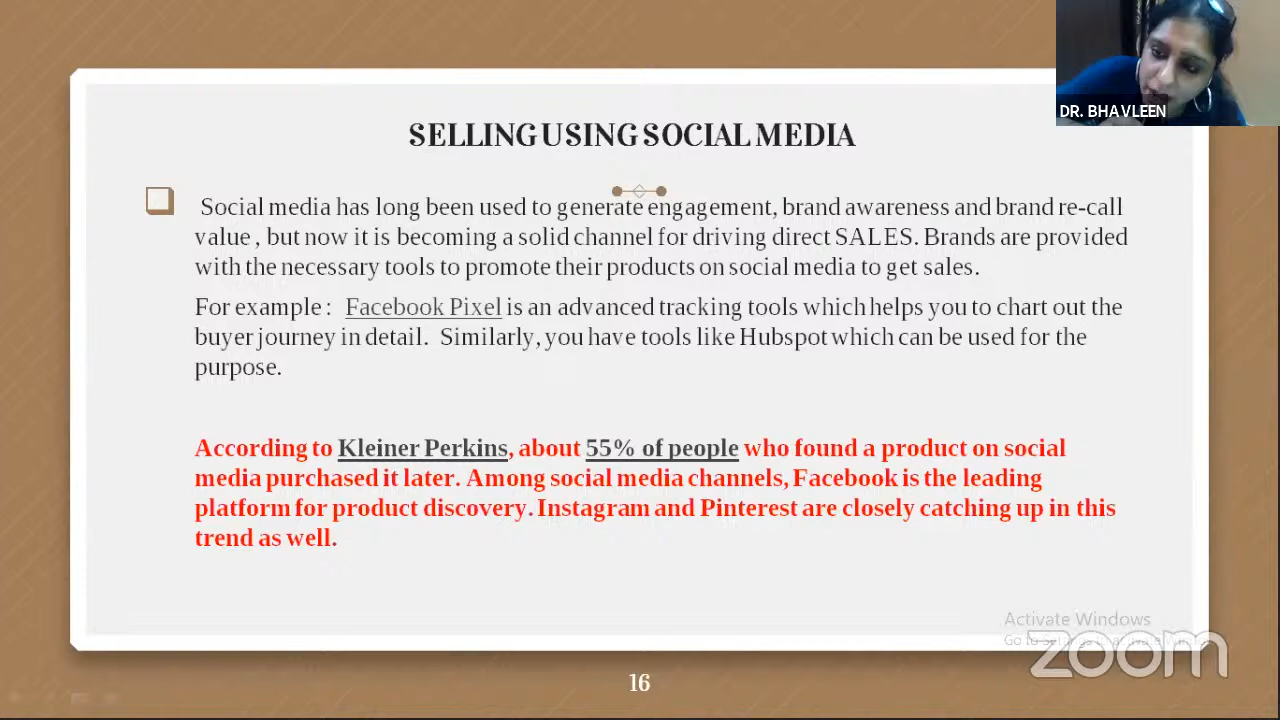 DR. BHAVLEEN
SELLING USING SOCIAL MEDIA
Social media has long been used to generate engagement, brand awareness and brand re-call
value , but now it is becoming a solid channel for driving direct SALES. Brands are provided
with the necessary tools to promote their products on social media to get sales.
For example : Facebook Pixel is an advanced tracking tools which helps you to chart out the
buyer journey in detail. Similarly, you have tools like Hubspot which can be used for the
purpose.
According to Kleiner Perkins, about 55% of people who found a product on social
media purchased it later. Among social media channels, Facebook is the leading
platform for product discovery. Instagram and Pinterest are closely catching up in this
trend as well.
Activate Windows
Go to Settings to activate
zoom
16